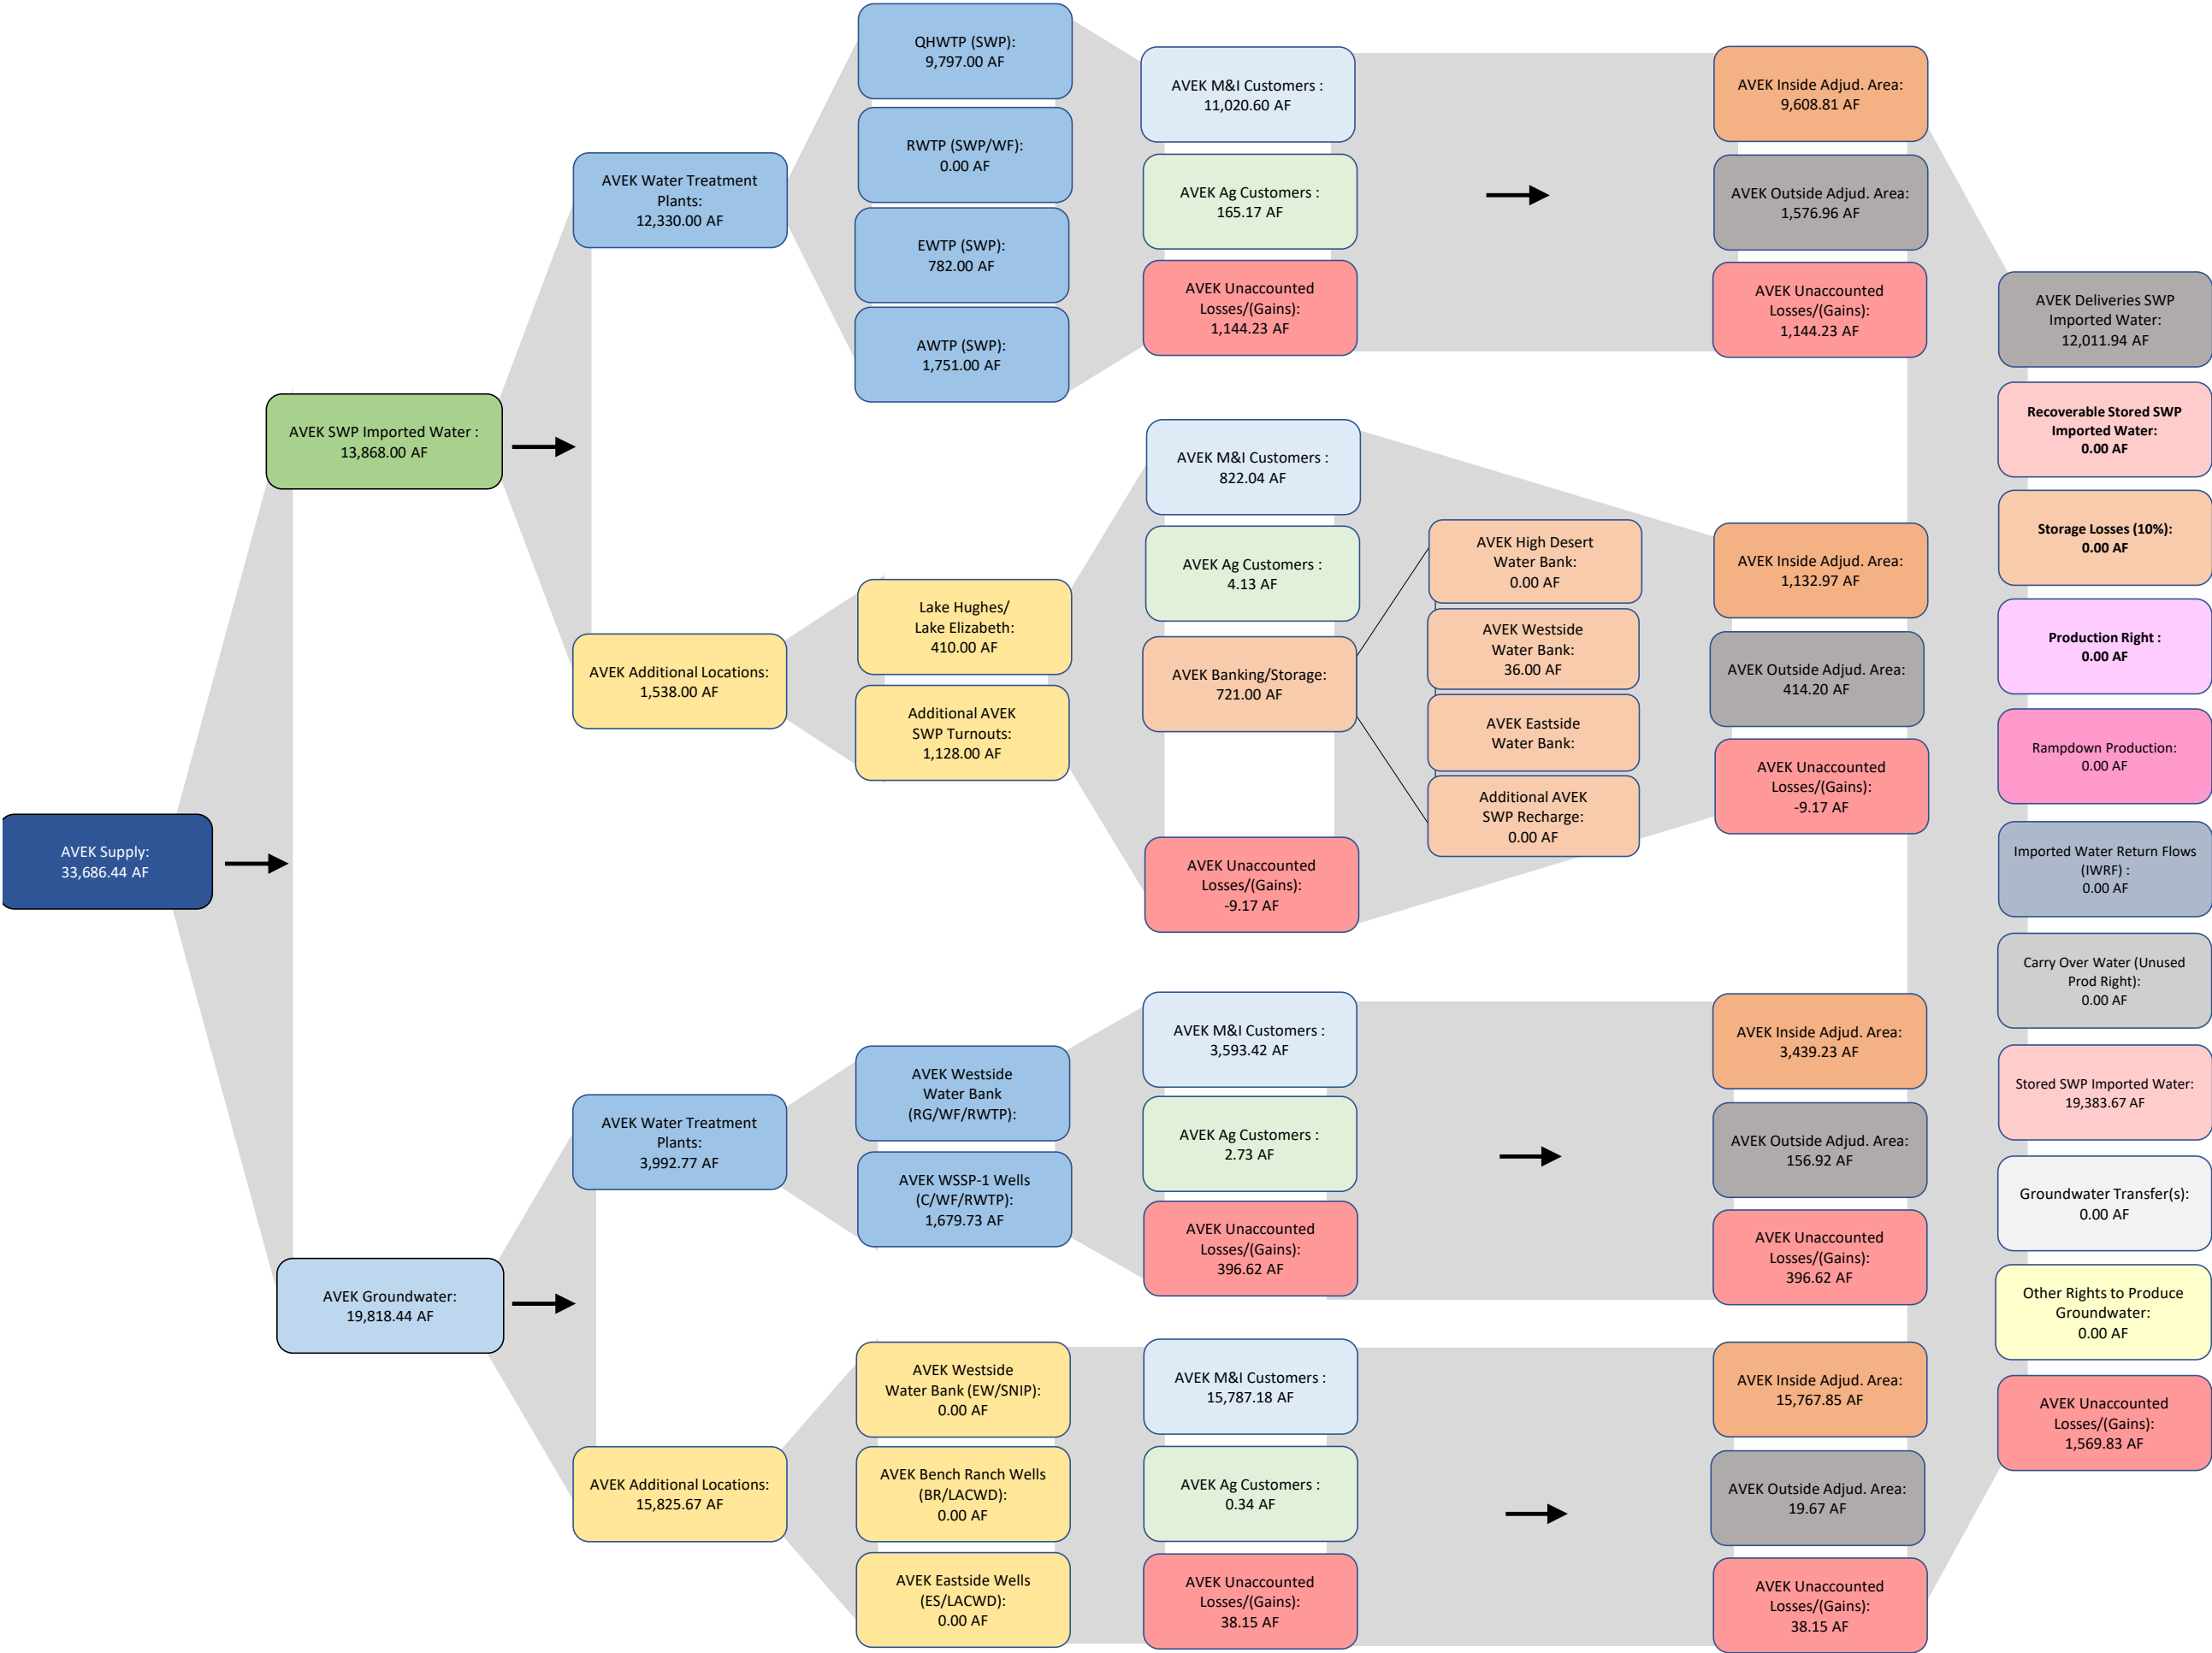 AVEK Supply:
33,686.44 AF
AVEK SWP Imported Water :
13,868.00 AF
AVEK Groundwater:
19,818.44 AF
AVEK Water Treatment
Plants:
12,330.00 AF
AVEK Additional Locations:
1,538.00 AF
AVEK Water Treatment
Plants:
3,992.77 AF
AVEK Additional Locations:
15,825.67 AF
QHWTP (SWP):
9,797.00 AF
RWTP (SWP/WF):
0.00 AF
EWTP (SWP):
782.00 AF
AWTP (SWP):
1,751.00 AF
Lake Hughes/
Lake Elizabeth:
410.00 AF
Additional AVEK
SWP Turnouts:
1,128.00 AF
AVEK Westside
Water Bank
(RG/WF/RWTP):
AVEK WSSP-1 Wells
(C/WF/RWTP):
1,679.73 AF
AVEK Westside
Water Bank (EW/SNIP):
0.00 AF
AVEK Bench Ranch Wells
(BR/LACWD):
0.00 AF
AVEK Eastside Wells
(ES/LACWD):
0.00 AF
AVEK M&I Customers :
11,020.60 AF
AVEK Ag Customers :
165.17 AF
AVEK Unaccounted
Losses/(Gains):
1,144.23 AF
AVEK M&I Customers :
822.04 AF
AVEK Ag Customers :
4.13 AF
AVEK Banking/Storage:
721.00 AF
AVEK Unaccounted
Losses/(Gains):
-9.17 AF
AVEK M&I Customers :
3,593.42 AF
AVEK Ag Customers :
2.73 AF
AVEK Unaccounted
Losses/(Gains):
396.62 AF
AVEK M&I Customers :
15,787.18 AF
AVEK Ag Customers :
0.34 AF
AVEK Unaccounted
Losses/(Gains):
38.15 AF
AVEK High Desert
Water Bank:
0.00 AF
AVEK Westside
Water Bank:
36.00 AF
AVEK Eastside
Water Bank:
Additional AVEK
SWP Recharge:
0.00 AF
AVEK Inside Adjud. Area:
9,608.81 AF
AVEK Outside Adjud. Area:
1,576.96 AF
AVEK Unaccounted
Losses/(Gains):
1,144.23 AF
AVEK Inside Adjud. Area:
1,132.97 AF
AVEK Outside Adjud. Area:
414.20 AF
AVEK Unaccounted
Losses/(Gains):
-9.17 AF
AVEK Inside Adjud. Area:
3,439.23 AF
AVEK Outside Adjud. Area:
156.92 AF
AVEK Unaccounted
Losses/(Gains):
396.62 AF
AVEK Inside Adjud. Area:
15,767.85 AF
AVEK Outside Adjud. Area:
19.67 AF
AVEK Unaccounted
Losses/(Gains):
38.15 AF
AVEK Deliveries SWP
Imported Water:
12,011.94 AF
Recoverable Stored SWP
Imported Water:
0.00 AF
Storage Losses (10%):
0.00 AF
Production Right :
0.00 AF
Rampdown Production:
0.00 AF
Imported Water Return Flows
(IWRF) :
0.00 AF
Carry Over Water (Unused
Prod Right):
0.00 AF
Stored SWP Imported Water:
19,383.67 AF
Groundwater Transfer(s):
0.00 AF
Other Rights to Produce
Groundwater:
0.00 AF
AVEK Unaccounted
Losses/(Gains):
1,569.83 AF